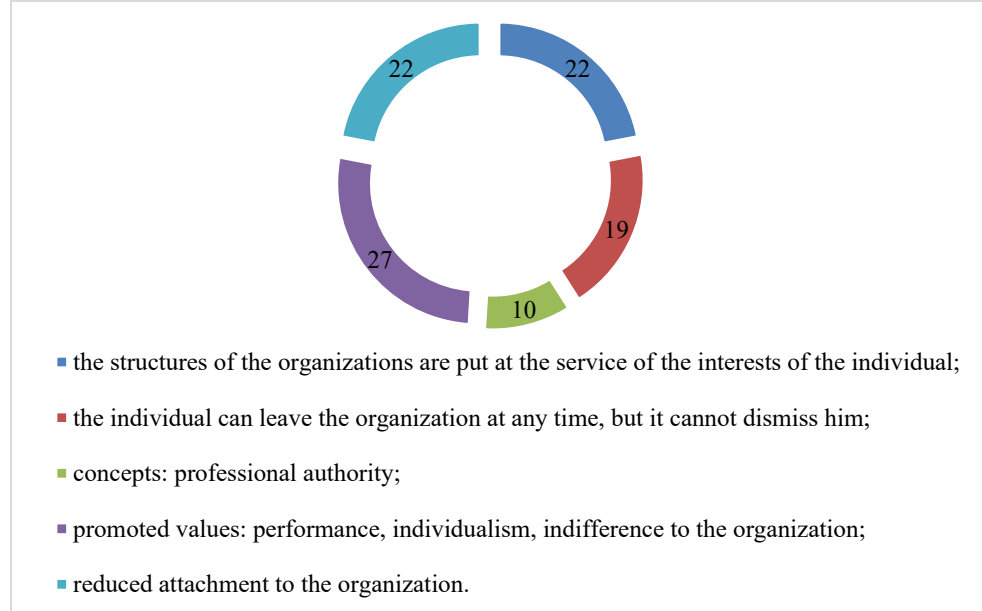 22
22
19
27
10
the structures of the organizations are put at the service of the interests of the individual;
the individual can leave the organization at any time, but it cannot dismiss him;
concepts: professional authority;
promoted values: performance, individualism, indifference to the organization;
reduced attachment to the organization.